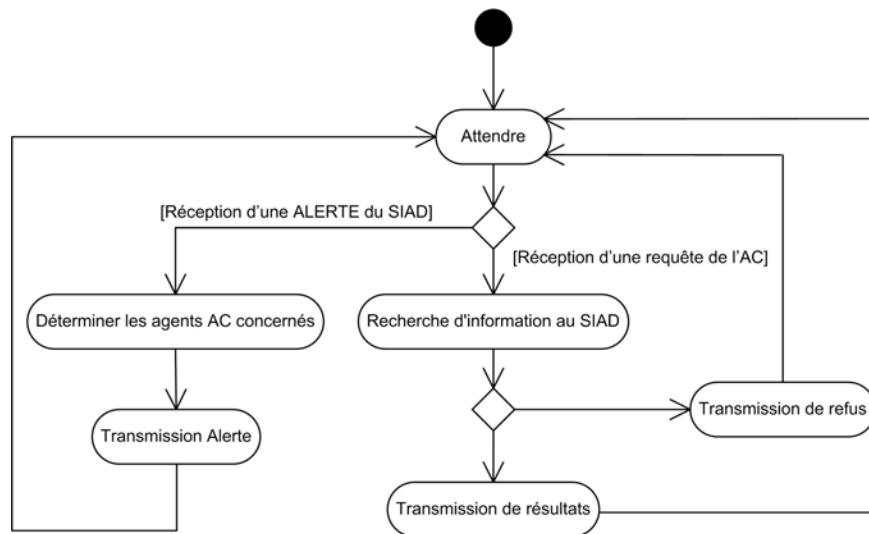 Attendre
[Réception d’une ALERTE du SIAD]
[Réception d’une requête de l’AC]
Déterminer les agents AC concernés
Recherche d'information au SIAD
Transmission Alerte
Transmission de refus
Transmission de résultats